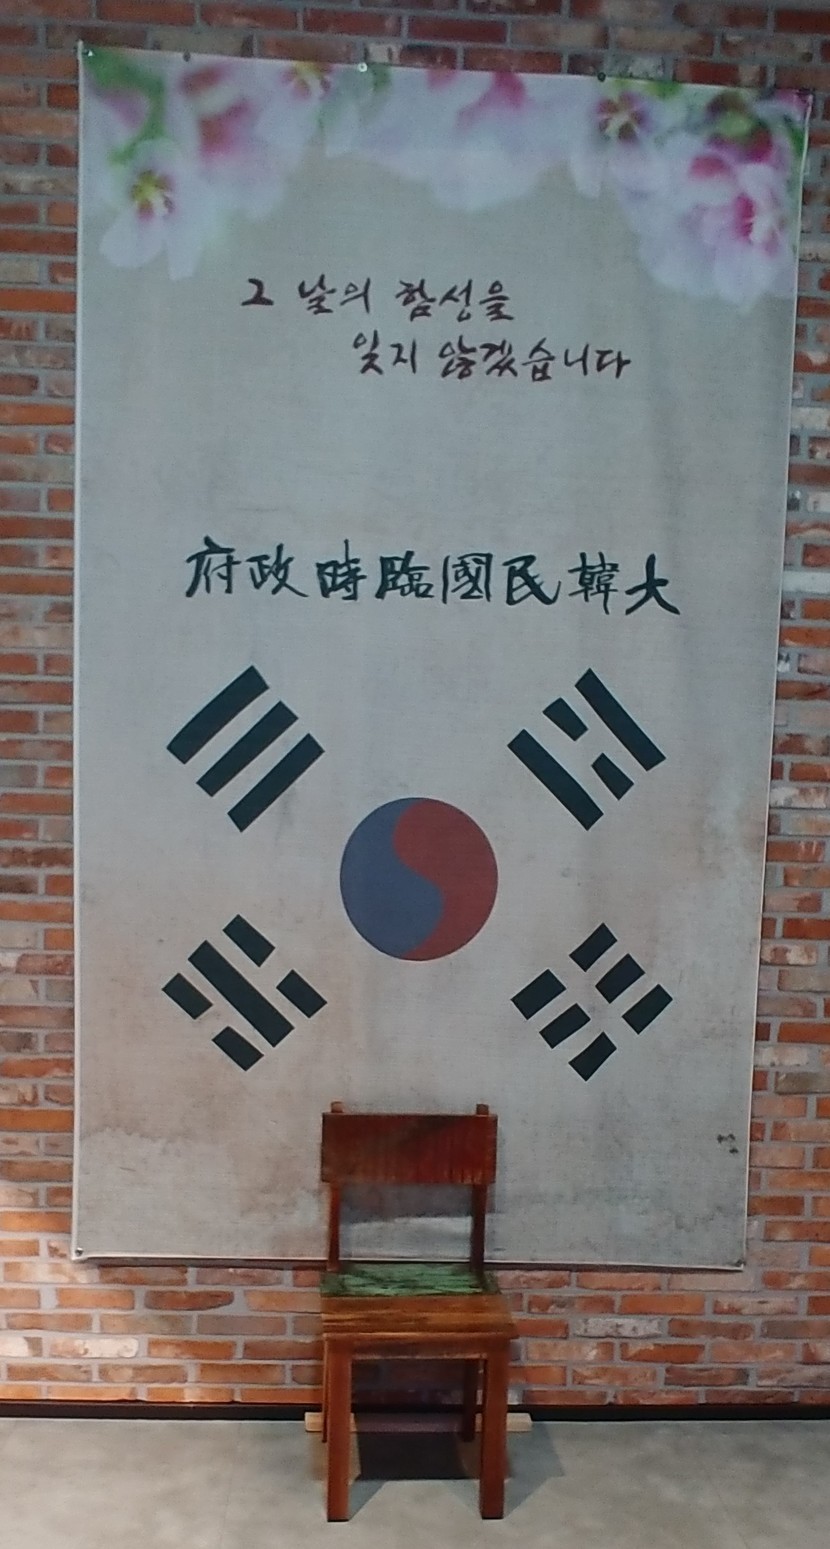 그 날의 함성을
잊지 않겠습니다
府政時臨國民韓大